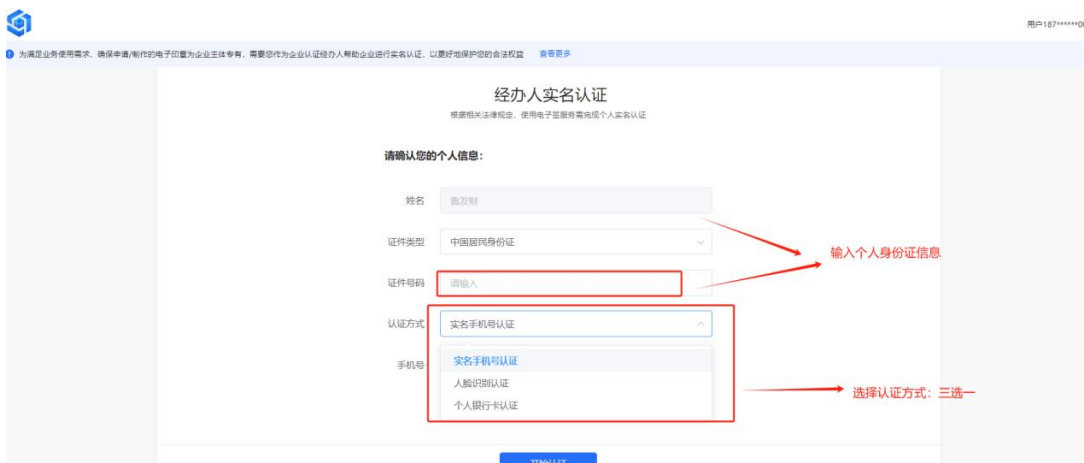 用户187******0
为满足业务使用需求，确保申请/制作的电子印章为企业主体专有，需要您作为企业认证经办人帮助企业进行实名认证，以更好地保护您的合法权益 查看更多
经办人实名认证
根据相关法律规定，使用电子签服务需完成个人实名认证
请确认您的个人信息：
姓名 曾发财
证件类型 中国居民身份证
输入个人身份证信息
证件号码 请输入
认证方式 实名手机号认证
手机号
实名手机号认证
人脸识别认证
个人银行卡认证
选择认证方式：三选一
开始认证